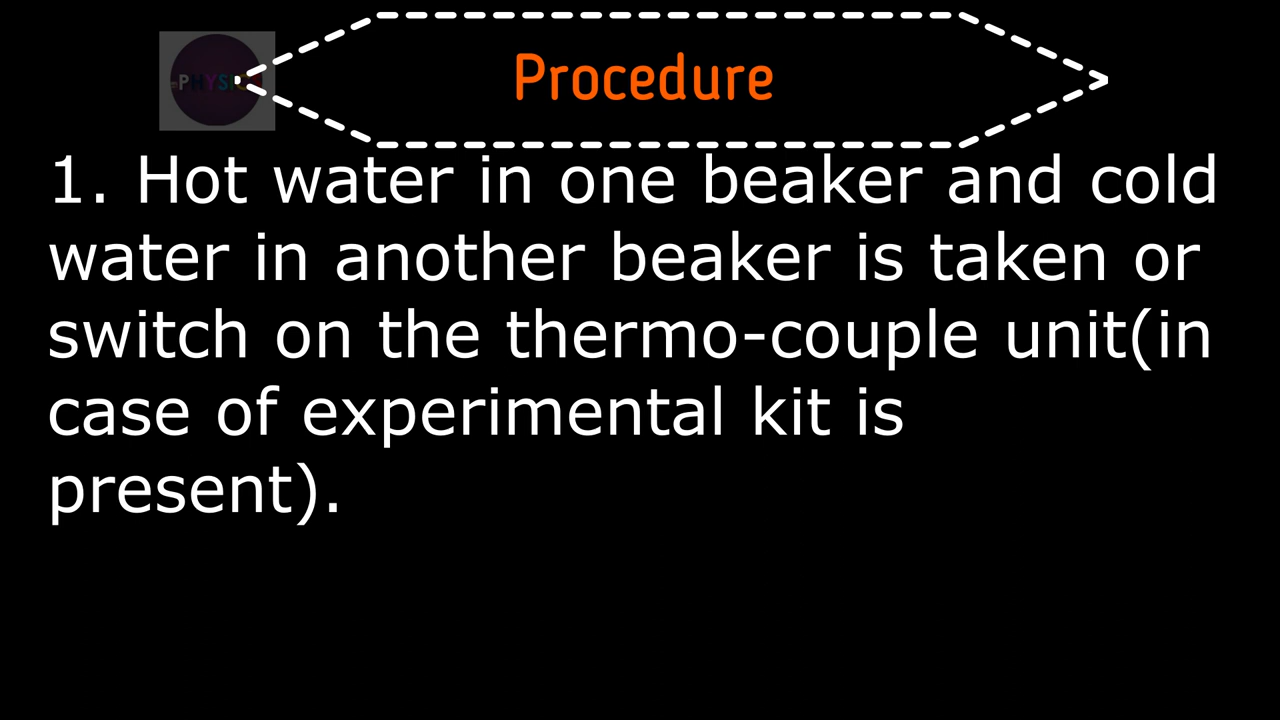 Procedure
1. Hot water in one beaker and cold
water in another beaker is taken or
switch on the thermo-couple unit(in
case of experimental kit is
present).